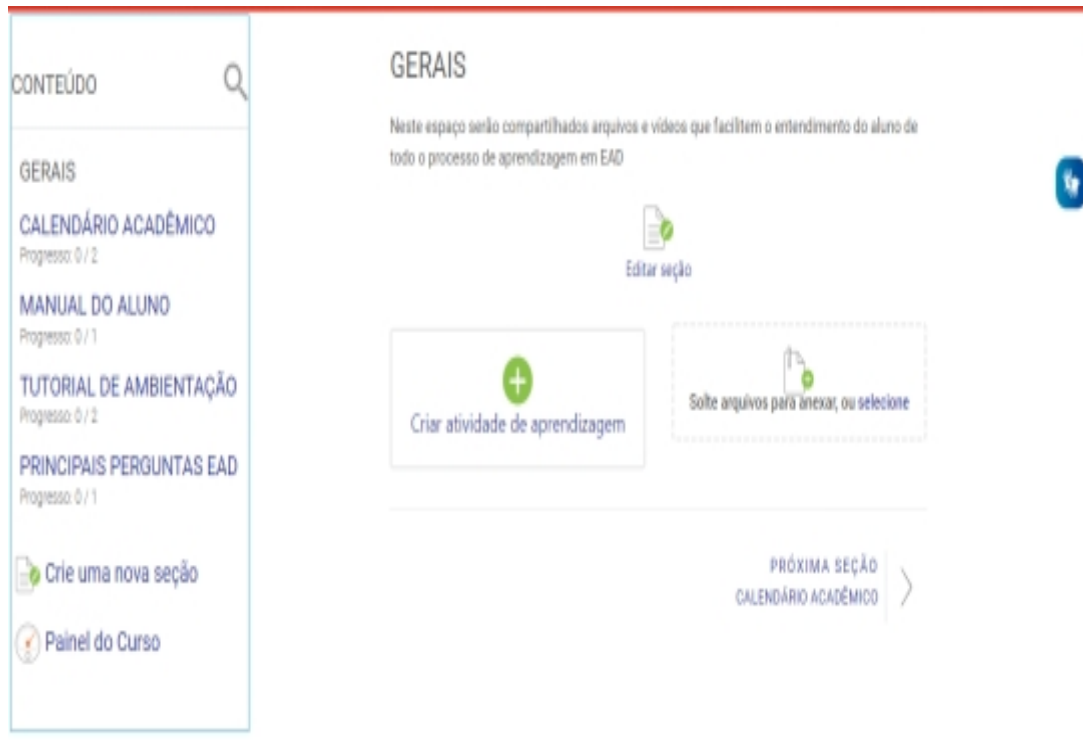 CONTEÚDO
GERAIS
CALENDÁRIO ACADÊMICO
Progresso: 0 / 2
MANUAL DO ALUNO
Progresso: 0 / 1
TUTORIAL DE AMBIENTAÇÃO
Progresso: 0 / 2
PRINCIPAIS PERGUNTAS EAD
Progresso: 0 / 1
Crie uma nova seção
Painel do Curso
GERAIS
Neste espaço serão compartilhados arquivos e vídeos que facilitem o entendimento do aluno de
todo o processo de aprendizagem em EAD
Editar seção
Criar atividade de aprendizagem
Solte arquivos para anexar, ou selecione
PRÓXIMA SEÇÃO
CALENDÁRIO ACADÊMICO